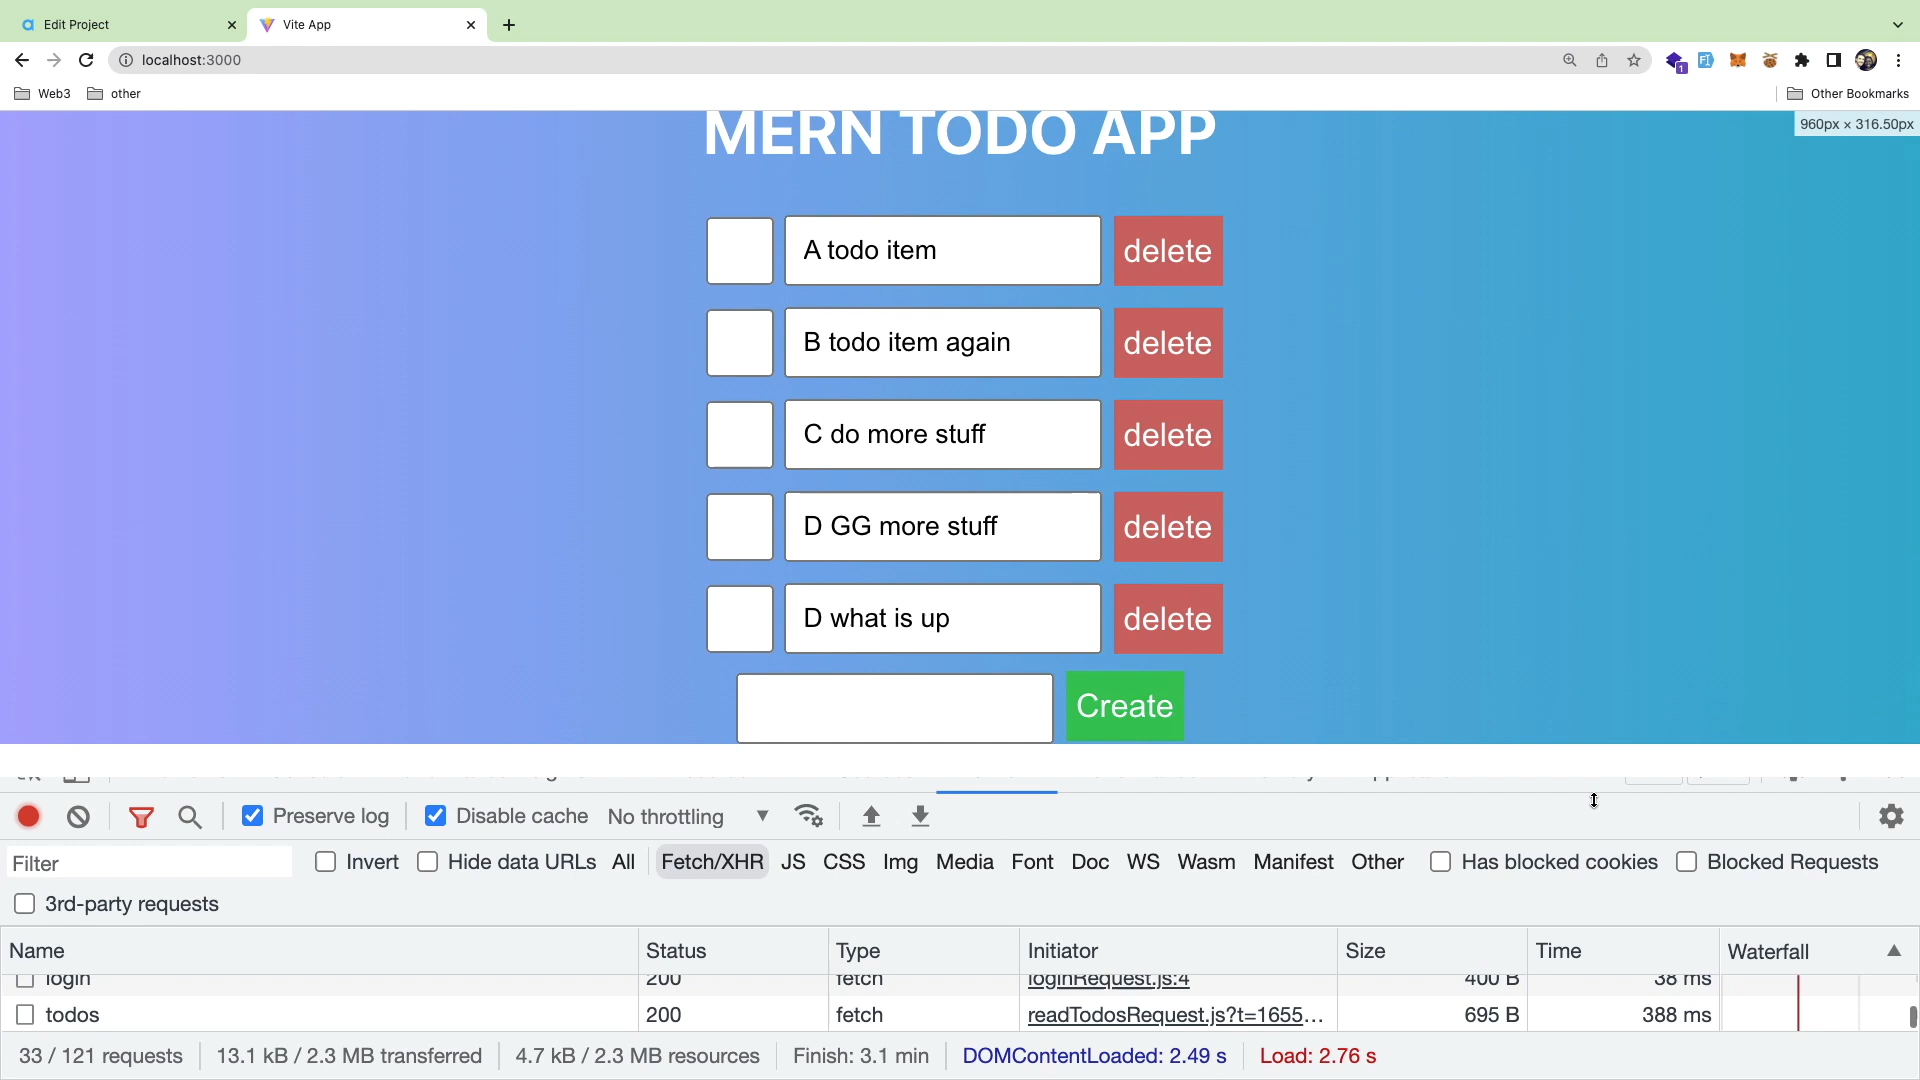 Edit Project
Vite App
localhost:3000
1
Web3
other
Other Bookmarks
960px × 316.50px
MERN TODO APP
A todo item
delete
B todo item again
delete
C do more stuff
delete
D GG more stuff
delete
D what is up
delete
Create
Preserve log
Disable cache
No throttling
Filter
Invert
Hide data URLs
All
Fetch/XHR
JS
CSS
Img
Media
Font
Doc
WS
Wasm
Manifest
Other
Has blocked cookies
Blocked Requests
3rd-party requests
Name
Status
Type
Initiator
Size
Time
Waterfall
login
200
fetch
loginRequest.js:4
400 B
38 ms
todos
200
fetch
readTodosRequest.js?t=1655…
695 B
388 ms
33 / 121 requests
13.1 kB / 2.3 MB transferred
4.7 kB / 2.3 MB resources
Finish: 3.1 min
DOMContentLoaded: 2.49 s
Load: 2.76 s